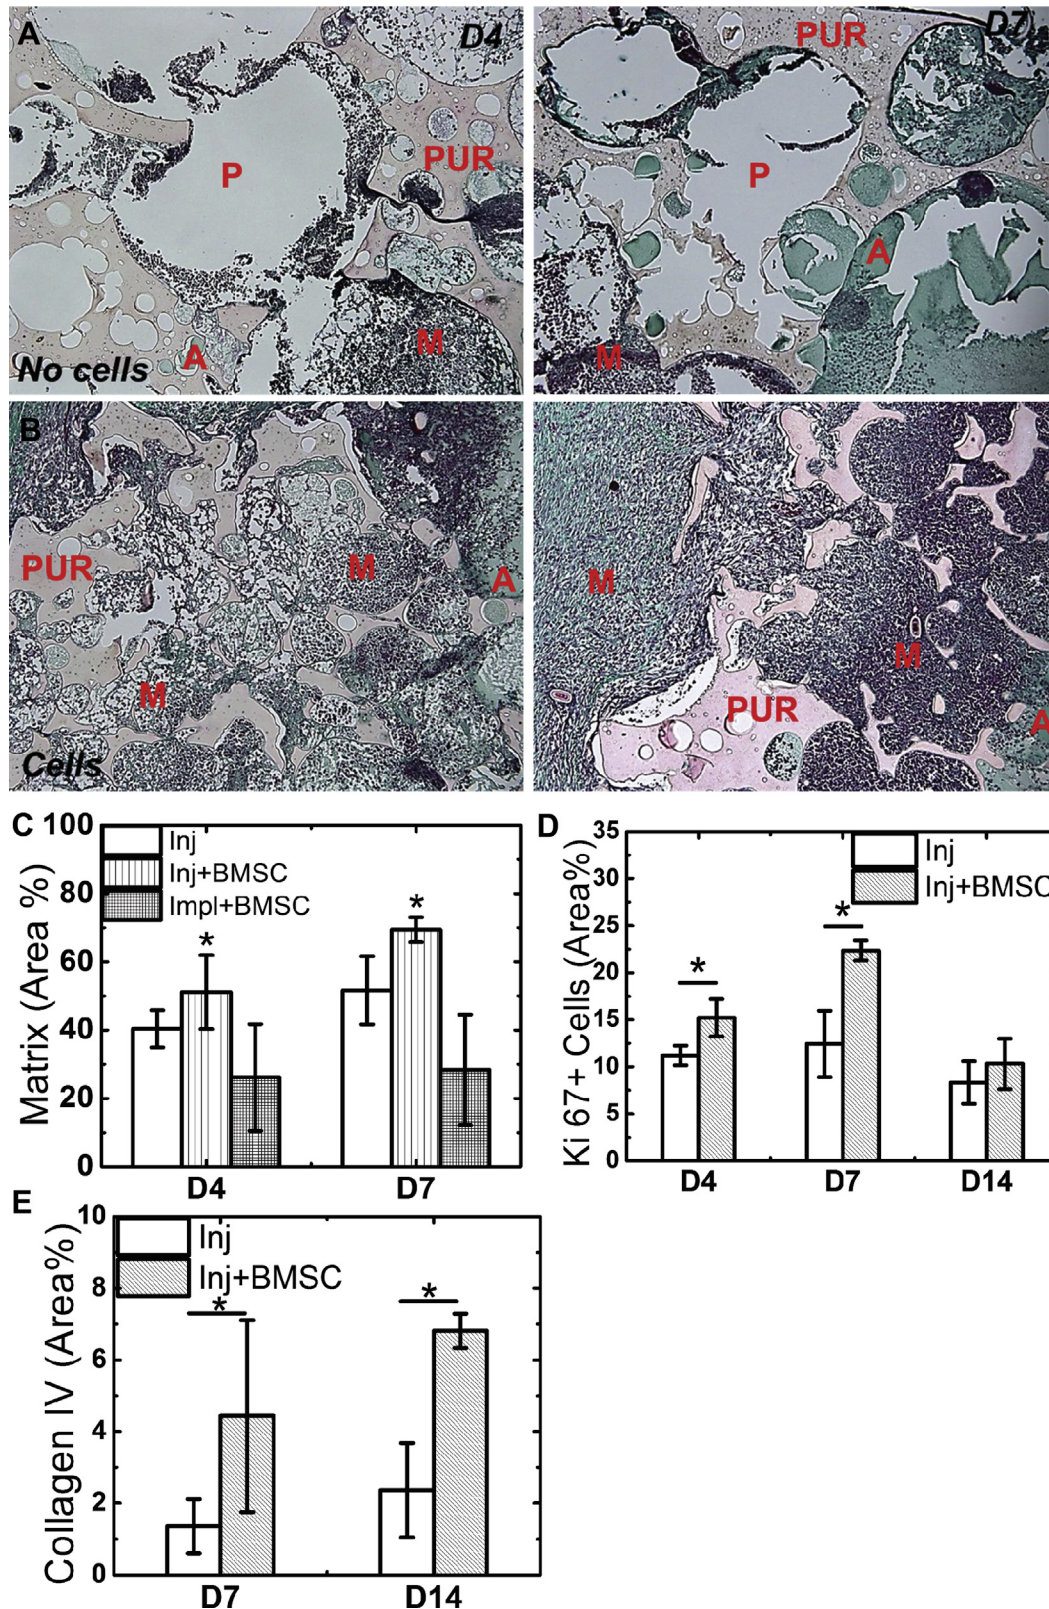 A
D4
PUR
P
M
A
No cells
D7
PUR
P
A
M
B
PUR
M
A
M
Cells
M
M
PUR
A
C
Matrix (Area %)
100
80
60
40
20
0
Inj
Inj+BMSC
Impl+BMSC
*
*
D4
D7
D
Ki 67+ Cells (Area%)
35
30
25
20
15
10
5
0
Inj
Inj+BMSC
*
*
D4
D7
D14
E
Collagen IV (Area%)
10
8
6
4
2
0
Inj
Inj+BMSC
*
*
D7
D14